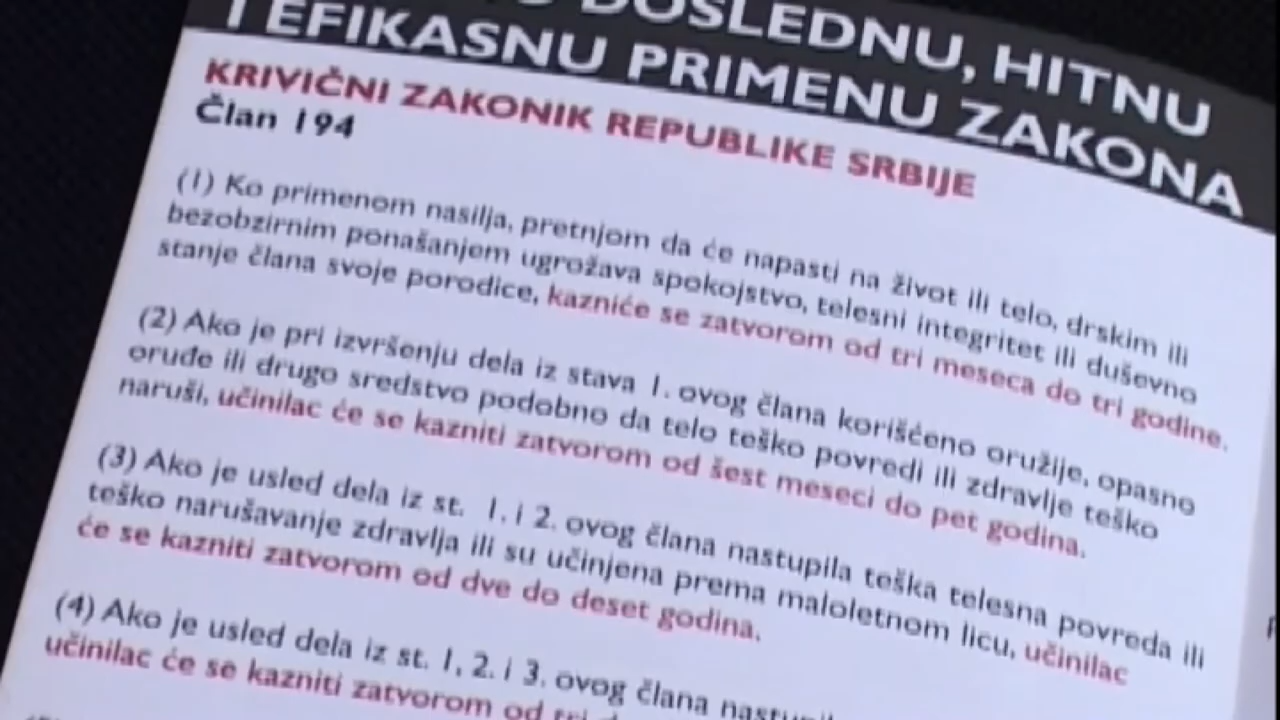 DOSLEDNU, HITNU
I EFIKASNU PRIMENU ZAKONA
KRIVIČNI ZAKONIK REPUBLIKE SRBIJE
Član 194
(1) Ko primenom nasilja, pretnjom da će napasti na život ili telo, drskim ili
bezobzirnim ponašanjem ugrožava spokojstvo, telesni integritet ili duševno
stanje člana svoje porodice, kazniće se zatvorom od tri meseca do tri godine.
(2) Ako je pri izvršenju dela iz stava 1. ovog člana korišćeno oružije, opasno
oruđe ili drugo sredstvo podobno da telo teško povredi ili zdravlje teško
naruši, učinilac će se kazniti zatvorom od šest meseci do pet godina.
(3) Ako je usled dela iz st. 1. i 2. ovog člana nastupila teška telesna povreda ili
teško narušavanje zdravlja ili su učinjena prema maloletnom licu, učinilac
će se kazniti zatvorom od dve do deset godina.
(4) Ako je usled dela iz st. 1, 2. i 3. ovog člana
učinilac će se kazniti zatvorom od tri